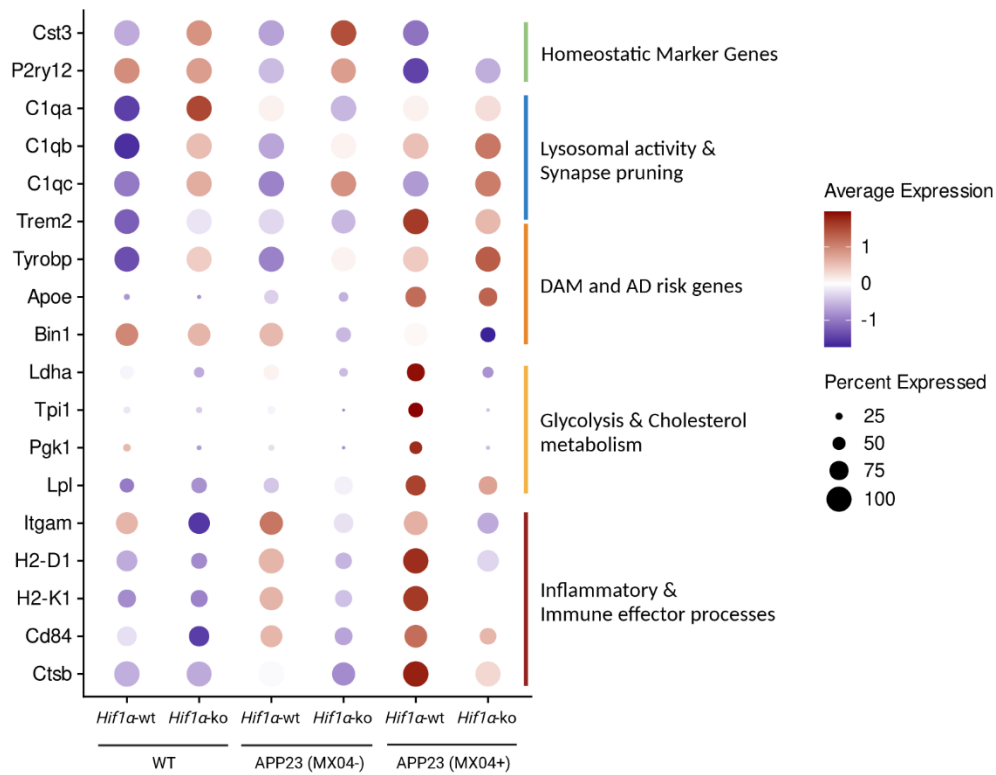 Cst3
P2ry12
Homeostatic Marker Genes
C1qa
C1qb
C1qc
Trem2
Lysosomal activity &
Synapse pruning
Tyrobp
Apoe
Bin1
DAM and AD risk genes
Ldha
Tpi1
Pgk1
Lpl
Glycolysis & Cholesterol
metabolism
Itgam
H2-D1
H2-K1
Cd84
Ctsb
Inflammatory &
Immune effector processes
Hif1α-wt Hif1α-ko Hif1α-wt Hif1α-ko Hif1α-wt Hif1α-ko
WT APP23 (MX04-) APP23 (MX04+)
Average Expression
1
0
-1
Percent Expressed
25
50
75
100